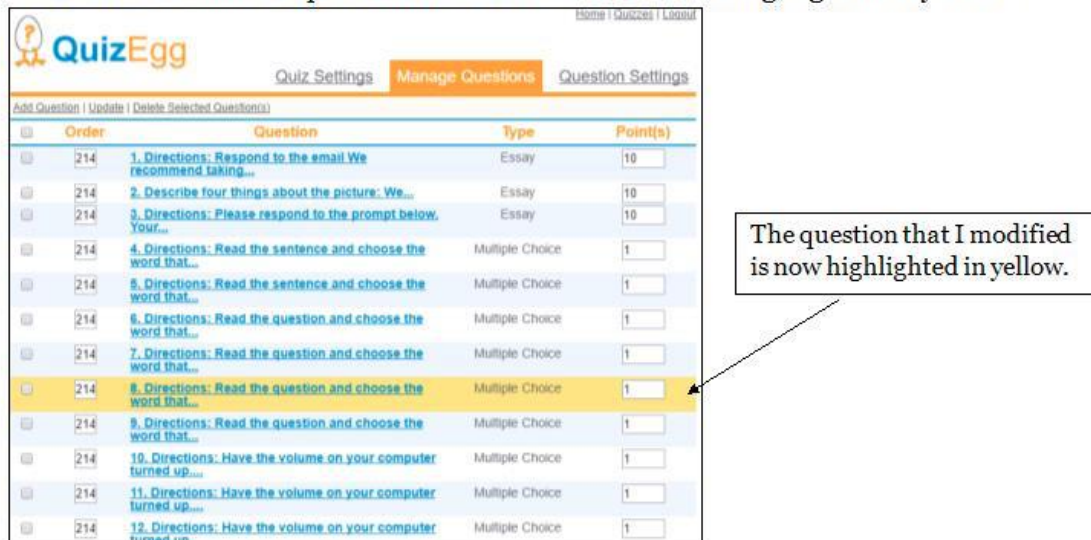 Home | Quizzes | Logout
QuizEgg
Quiz Settings Manage Questions Question Settings
Add Question | Update | Delete Selected Question(s)
Order Question Type Point(s)
214 1. Directions: Respond to the email We Essay 10
recommend taking...
214 2. Describe four things about the picture: We... Essay 10
214 3. Directions: Please respond to the prompt below. Essay 10
Your...
214 4. Directions: Read the sentence and choose the Multiple Choice 1
word that...
214 5. Directions: Read the sentence and choose the Multiple Choice 1
word that...
214 6. Directions: Read the question and choose the Multiple Choice 1
word that...
214 7. Directions: Read the question and choose the Multiple Choice 1
word that...
214 8. Directions: Read the question and choose the Multiple Choice 1
word that...
214 9. Directions: Read the question and choose the Multiple Choice 1
word that...
214 10. Directions: Have the volume on your computer Multiple Choice 1
turned up....
214 11. Directions: Have the volume on your computer Multiple Choice 1
turned up....
214 12. Directions: Have the volume on your computer Multiple Choice 1
The question that I modified
is now highlighted in yellow.